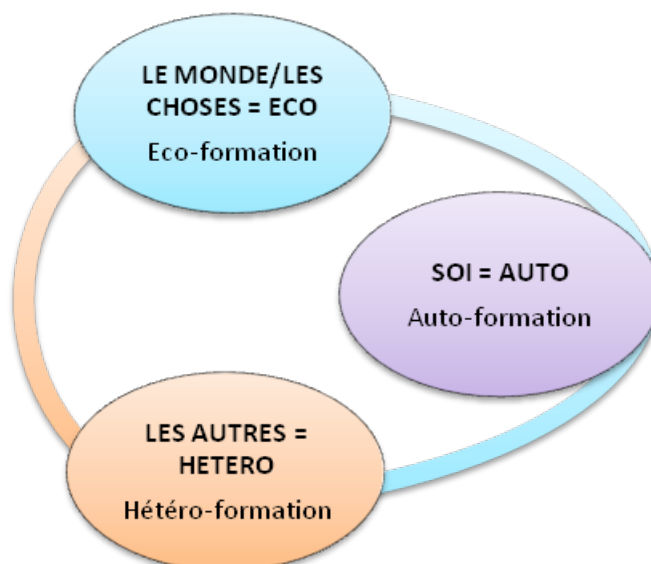 LE MONDE/LES
CHOSES = ECO
Eco-formation
SOI = AUTO
Auto-formation
LES AUTRES =
HETERO
Hétéro-formation